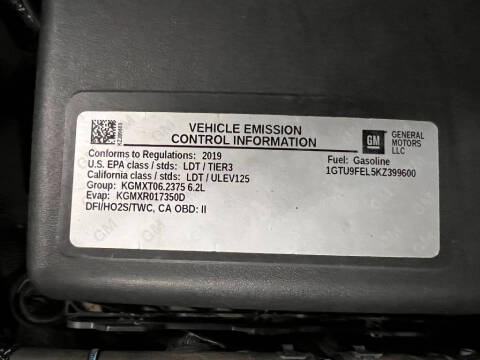 VEHICLE EMISSION
CONTROL INFORMATION
GM
GENERAL
MOTORS
LLC
Conforms to Regulations: 2019
U.S. EPA class / stds: LDT / TIER3
California class / stds: LDT / ULEV125
Group: KGMXT06.2375 6.2L
Evap: KGMXR017350D
DFI/HO2S/TWC, CA OBD: II
Fuel: Gasoline
1GTU9FEL5KZ399600